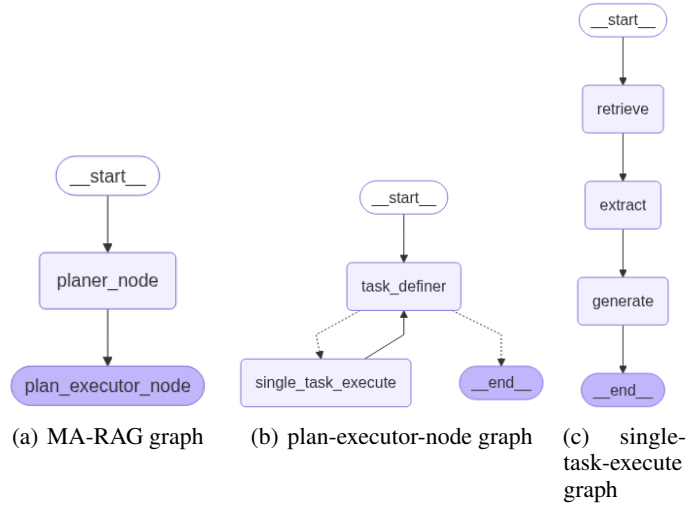 __start__
planer_node
plan_executor_node
(a) MA-RAG graph
__start__
task_definer
single_task_execute
__end__
(b) plan-executor-node graph
__start__
retrieve
extract
generate
__end__
(c) single-
task-execute
graph